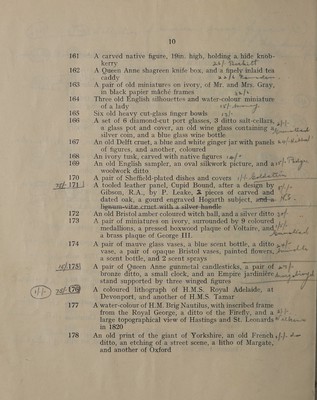 10
161 A carved native figure, 19in. high, holding a hide knob-
kerry
162 A Queen Anne shagreen knife box, and a finely inlaid tea
caddy
163 A pair of old miniatures on ivory, of Mr. and Mrs. Gray,
in black papier mâché frames
164 Three old English silhouettes and water-colour miniature
of a lady
165 Six old heavy cut-glass finger bowls
166 A set of 6 diamond-cut port glasses, 3 ditto salt-cellars,
a glass pot and cover, an old wine glass containing a
silver coin, and a blue glass wine bottle
167 An old Delft cruet, a blue and white ginger jar with panels
of figures, and another, coloured
168 An ivory tusk, carved with native figures
169 An old English sampler, an oval silkwork picture, and a
woolwork ditto
170 A pair of Sheffield-plated dishes and covers
171 A tooled leather panel, Cupid Bound, after a design by
Gibson, R.A., by P. Leake, pieces of carved and
dated oak, a gourd engraved Hogarth subject, and a
lignum-vitæ cruet with a silver handle
172 An old Bristol amber coloured witch ball, and a silver ditto
173 A pair of miniatures on ivory, surrounded by 9 coloured
medallions, a pressed boxwood plaque of Voltaire, and
a brass plaque of George III.
174 A pair of mauve glass vases, a blue scent bottle, a ditto
vase, a pair of opaque Bristol vases, painted flowers,
a scent bottle, and 2 scent sprays
175 A pair of Queen Anne gunmetal candlesticks, a pair of
bronze ditto, a small clock, and an Empire jardinière
stand supported by three winged figures
176 A coloured lithograph of H.M.S. Royal Adelaide, at
Devonport, and another of H.M.S Tamar
177 A water-colour of H.M. Brig Nautilus, with inscribed frame
from the Royal George, a ditto of the Firefly, and a
large topographical view of Hastings and St. Leonards
in 1820
178 An old print of the giant of Yorkshire, an old French
ditto, an etching of a street scene, a litho of Margate,
and another of Oxford